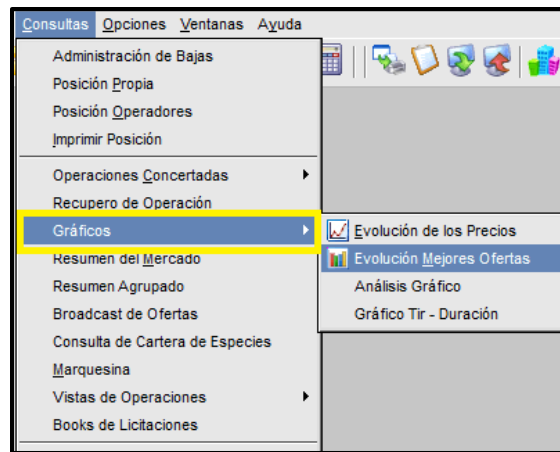 Consultas Opciones Ventanas Ayuda
Administración de Bajas
Posición Propia
Posición Operadores
Imprimir Posición
Operaciones Concertadas
Recupero de Operación
Gráficos
Evolución de los Precios
Resumen del Mercado
Evolución Mejores Ofertas
Resumen Agrupado
Análisis Gráfico
Broadcast de Ofertas
Gráfico Tir - Duración
Consulta de Cartera de Especies
Marquesina
Vistas de Operaciones
Books de Licitaciones